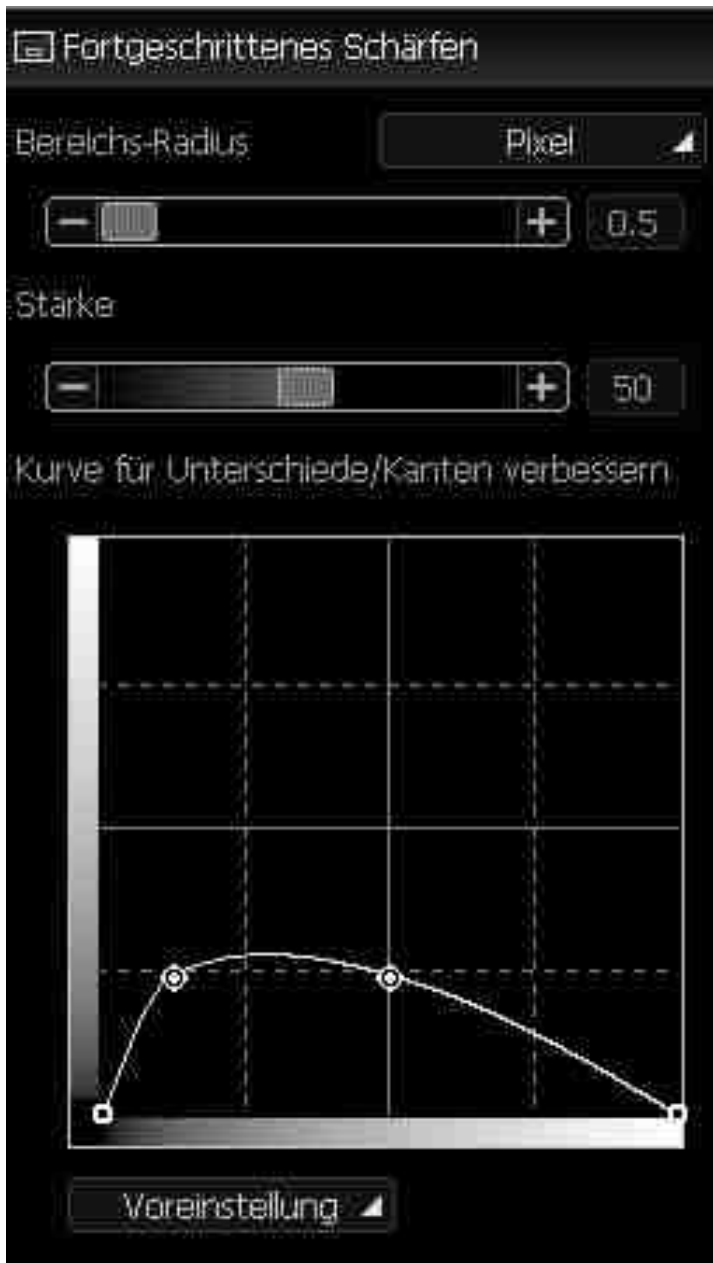 Fortgeschrittenes Schärfen
Bereichs-Radius Pixel
0.5
Stärke
50
Kurve für Unterschiede/Kanten verbessern
Voreinstellung